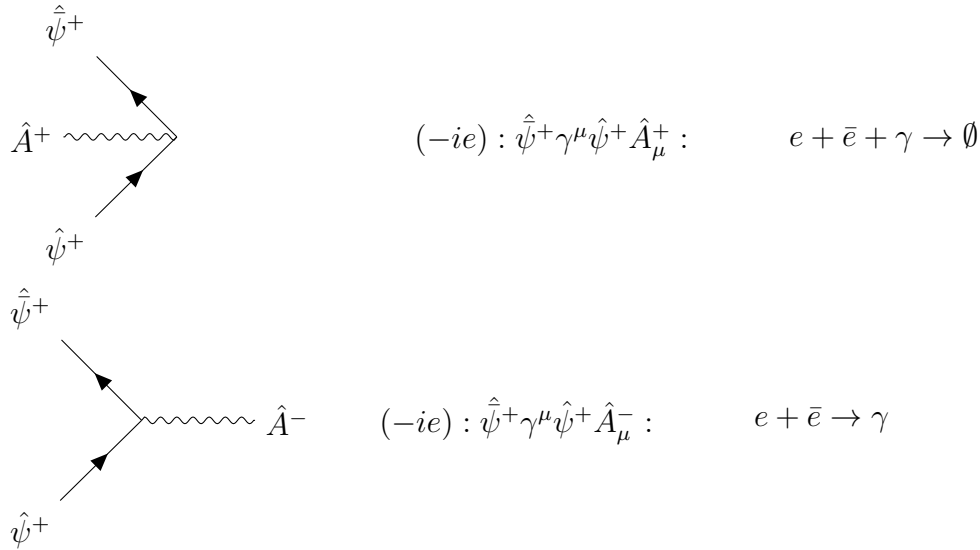 $\hat{\bar{\psi}}^+$
$\hat{A}^+$ $(-ie) : \hat{\bar{\psi}}^+ \gamma^\mu \hat{\psi}^+ \hat{A}^+_\mu :$ $e + \bar{e} + \gamma \to \emptyset$
$\hat{\psi}^+$
$\hat{\bar{\psi}}^+$
$\hat{A}^-$ $(-ie) : \hat{\bar{\psi}}^+ \gamma^\mu \hat{\psi}^+ \hat{A}^-_\mu :$ $e + \bar{e} \to \gamma$
$\hat{\psi}^+$